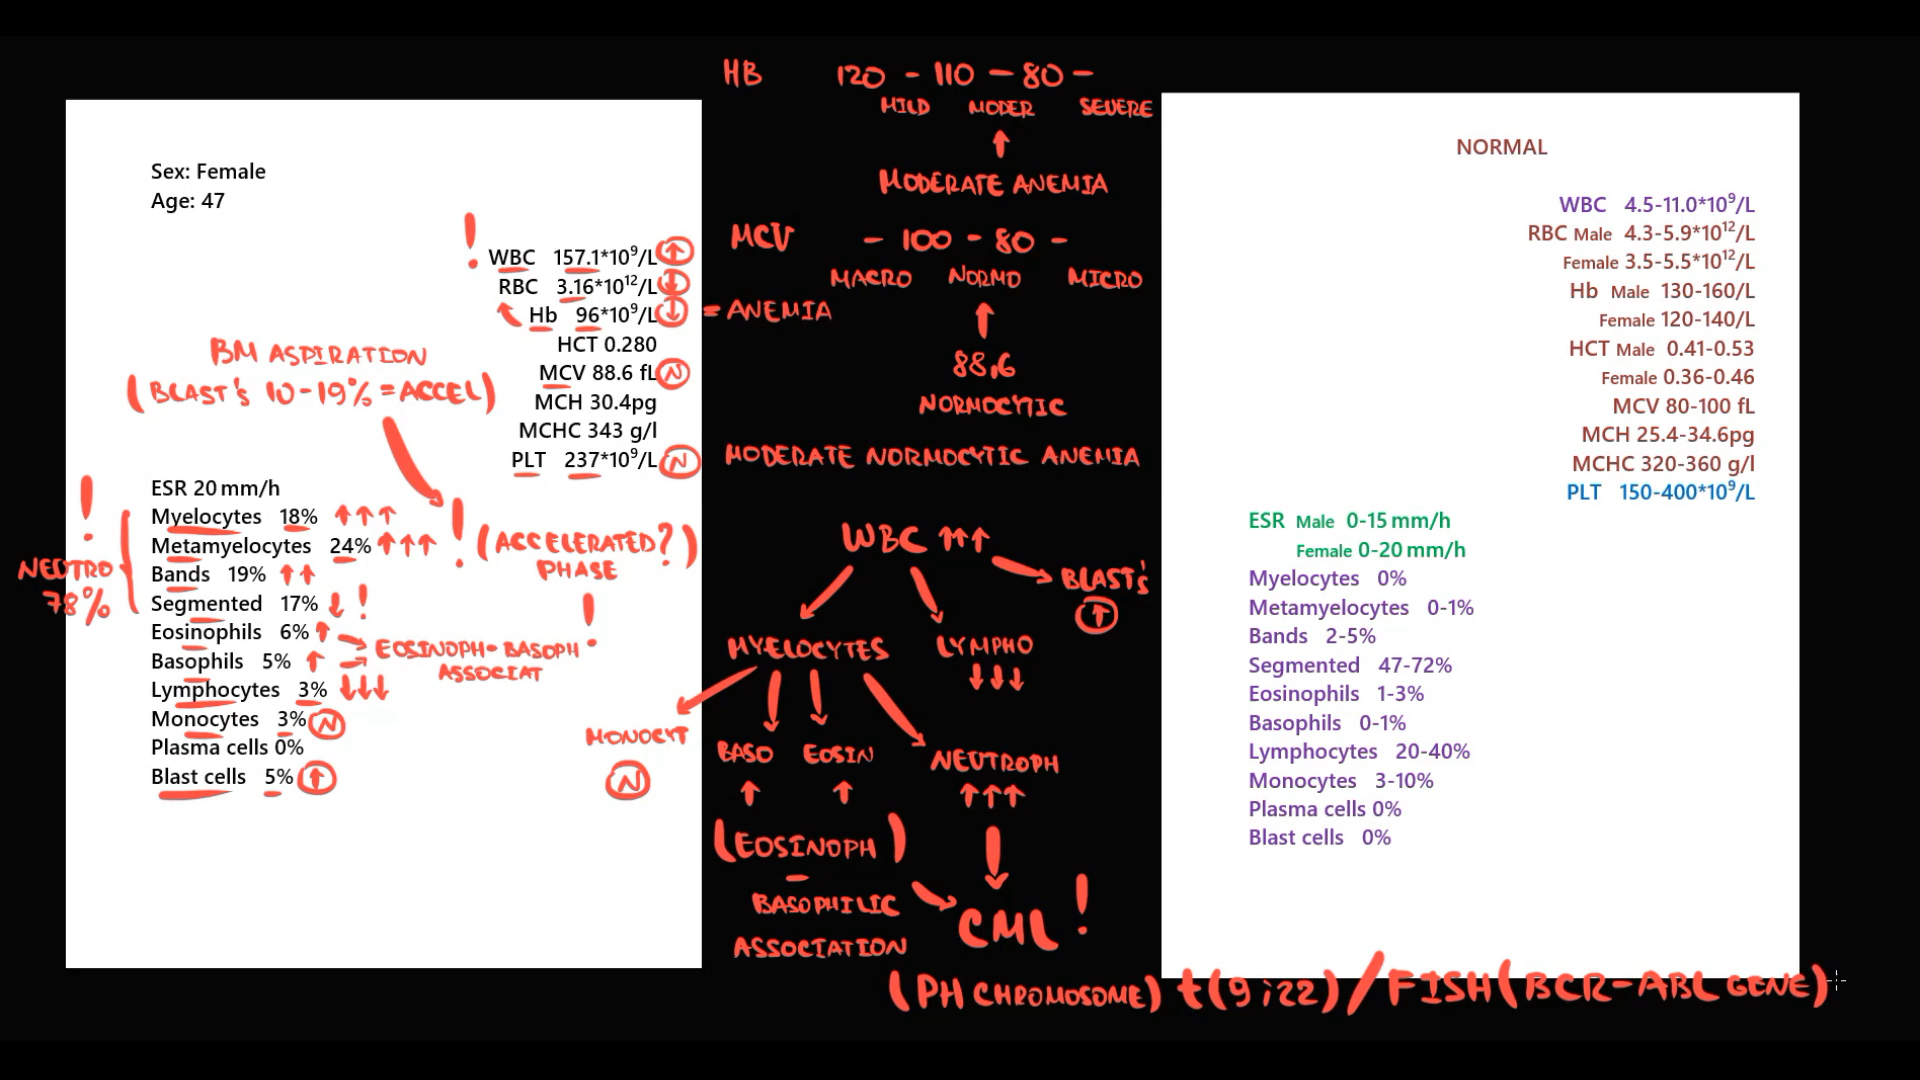 HB 120 - 110 - 80 -
MILD MODER SEVERE
MODERATE ANEMIA
MCV - 100 - 80 -
MACRO NORMO MICRO
= ANEMIA
88,6
NORMOCYTIC
MODERATE NORMOCYTIC ANEMIA
WBC
BLAST's
MYELOCYTES LYMPHO
MONOCYT
N
BASO EOSIN NEUTROPH
(EOSINOPH)
BASOPHILIC
ASSOCIATION
CML !
(PH CHROMOSOME) t(9;22) / FISH (BCR-ABL GENE)
Sex: Female
Age: 47
! WBC 157.1*10⁹/L
RBC 3.16*10¹²/L
Hb 96*10⁹/L
HCT 0.280
MCV 88.6 fL N
MCH 30.4pg
MCHC 343 g/l
PLT 237*10⁹/L N
BM ASPIRATION
(BLAST's 10-19% = ACCEL)
ESR 20 mm/h
! Myelocytes 18%
Metamyelocytes 24% ! (ACCELERATED?)
PHASE
Bands 19%
NEUTRO
78%
Segmented 17% !
Eosinophils 6%
EOSINOPH-BASOPH !
ASSOCIAT
Basophils 5%
Lymphocytes 3%
Monocytes 3% N
Plasma cells 0%
Blast cells 5%
NORMAL
WBC 4.5-11.0*10⁹/L
RBC Male 4.3-5.9*10¹²/L
Female 3.5-5.5*10¹²/L
Hb Male 130-160/L
Female 120-140/L
HCT Male 0.41-0.53
Female 0.36-0.46
MCV 80-100 fL
MCH 25.4-34.6pg
MCHC 320-360 g/l
PLT 150-400*10⁹/L
ESR Male 0-15 mm/h
Female 0-20 mm/h
Myelocytes 0%
Metamyelocytes 0-1%
Bands 2-5%
Segmented 47-72%
Eosinophils 1-3%
Basophils 0-1%
Lymphocytes 20-40%
Monocytes 3-10%
Plasma cells 0%
Blast cells 0%